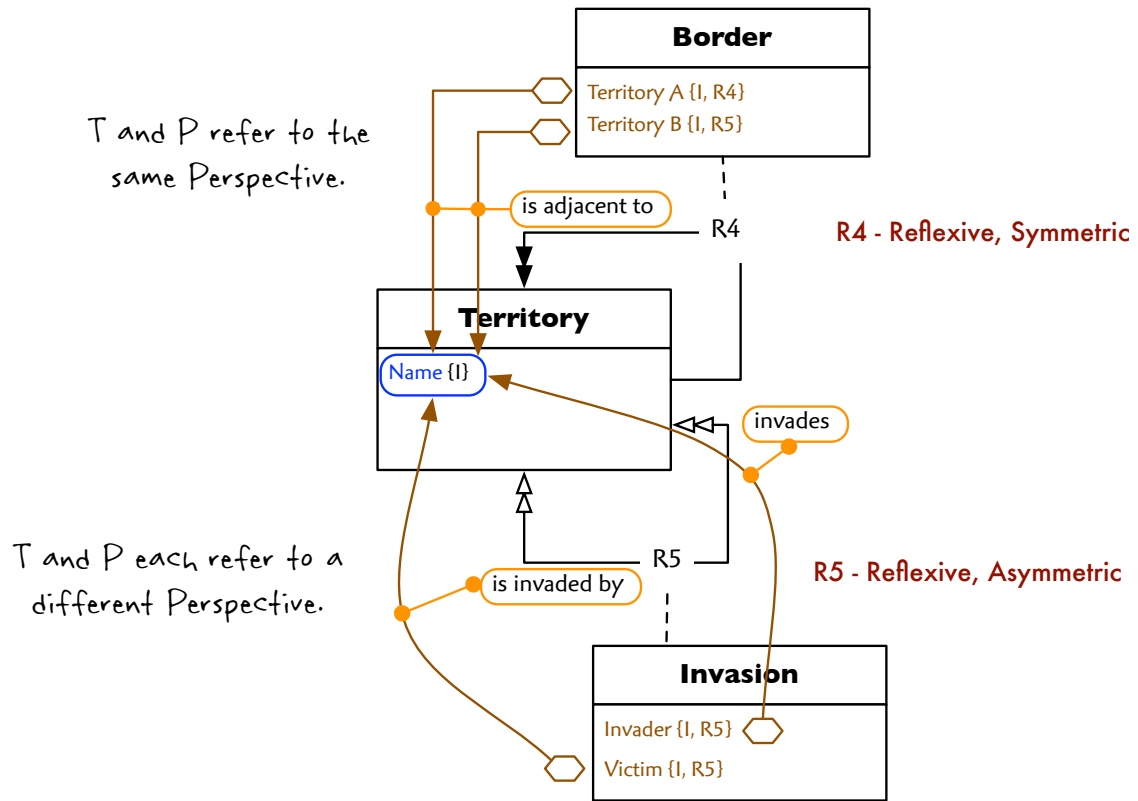 Border
Territory A {I, R4}
Territory B {I, R5}
T and P refer to the
same Perspective.
is adjacent to
R4
R4 - Reflexive, Symmetric
Territory
Name {I}
invades
T and P each refer to a
different Perspective.
R5
is invaded by
R5 - Reflexive, Asymmetric
Invasion
Invader {I, R5}
Victim {I, R5}